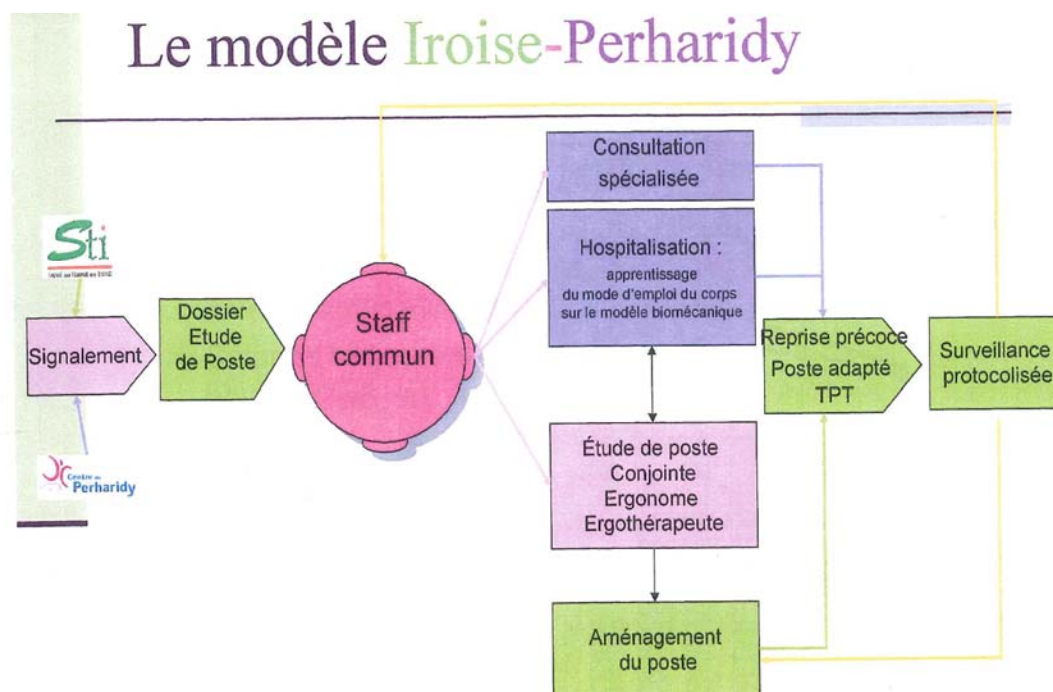 Le modèle Iroise-Perharidy
Sti
Signalement
Centre de
Perharidy
Dossier
Etude
de Poste
Staff
commun
Consultation
spécialisée
Hospitalisation :
apprentissage
du mode d'emploi du corps
sur le modèle biomécanique
Étude de poste
Conjointe
Ergonome
Ergothérapeute
Aménagement
du poste
Reprise précoce
Poste adapté
TPT
Surveillance
protocolisée